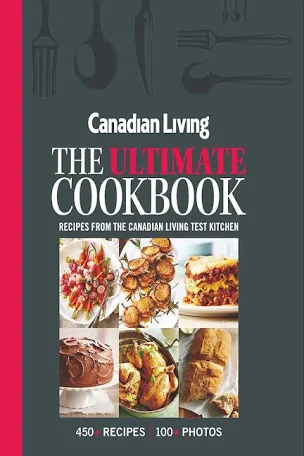 Canadian Living
THE ULTIMATE
COOKBOOK
RECIPES FROM THE CANADIAN LIVING TEST KITCHEN
450+ RECIPES | 100+ PHOTOS